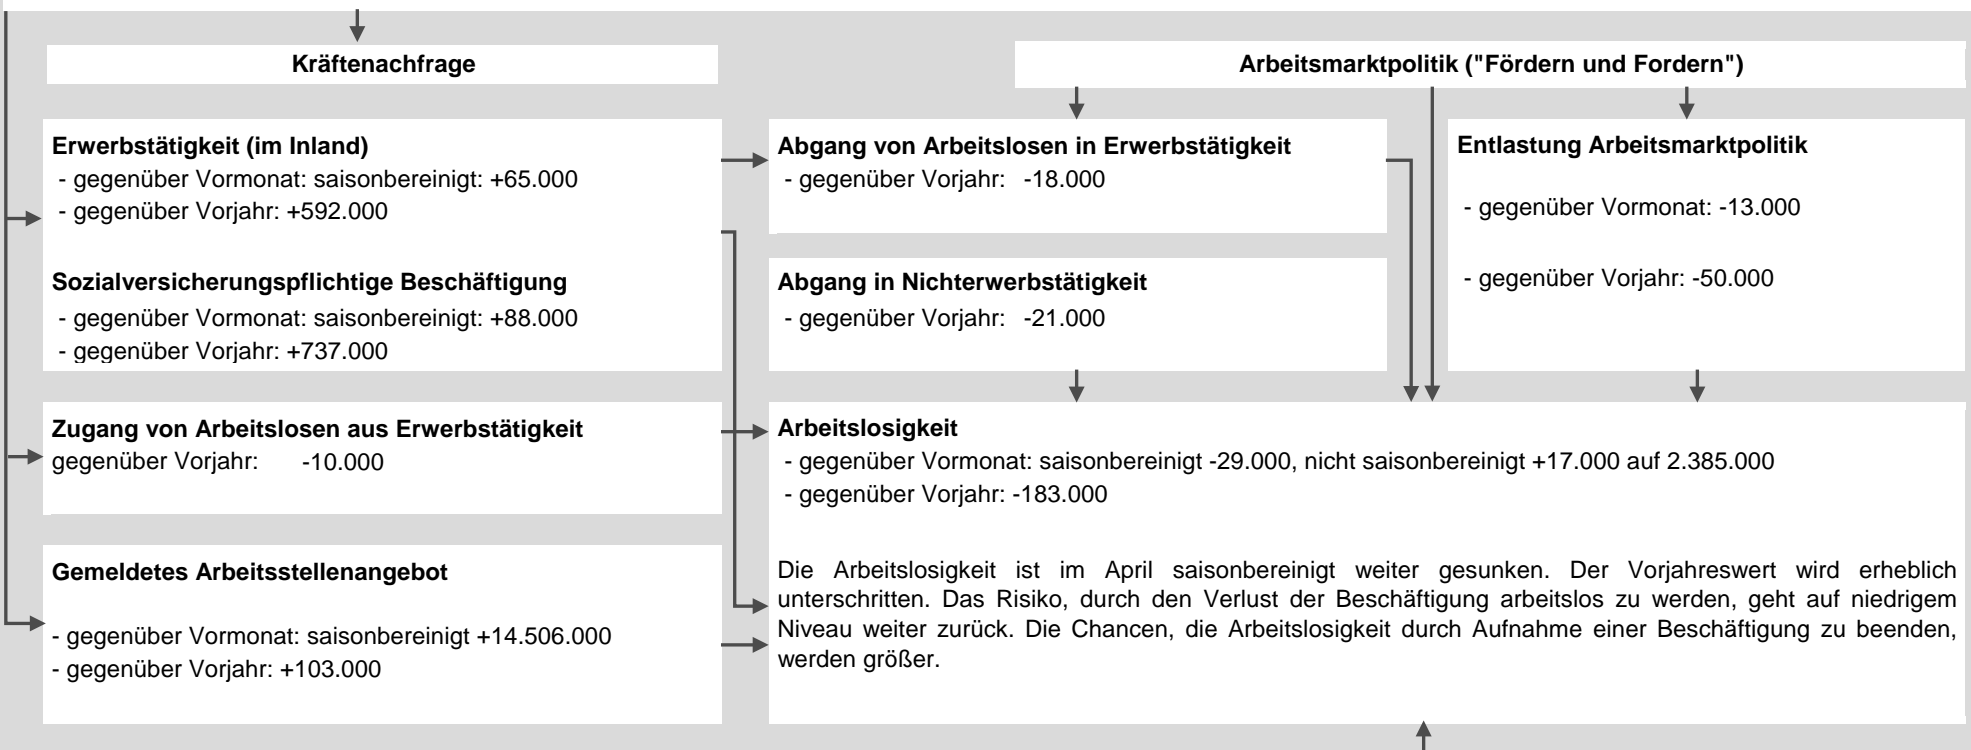 Kräftenachfrage
Arbeitsmarktpolitik ("Fördern und Fordern")
Erwerbstätigkeit (im Inland)
- gegenüber Vormonat: saisonbereinigt: +65.000
- gegenüber Vorjahr: +592.000
Sozialversicherungspflichtige Beschäftigung
- gegenüber Vormonat: saisonbereinigt: +88.000
- gegenüber Vorjahr: +737.000
Abgang von Arbeitslosen in Erwerbstätigkeit
- gegenüber Vorjahr: -18.000
Abgang in Nichterwerbstätigkeit
- gegenüber Vorjahr: -21.000
Entlastung Arbeitsmarktpolitik
- gegenüber Vormonat: -13.000
- gegenüber Vorjahr: -50.000
Zugang von Arbeitslosen aus Erwerbstätigkeit
gegenüber Vorjahr: -10.000
Gemeldetes Arbeitsstellenangebot
- gegenüber Vormonat: saisonbereinigt +14.506.000
- gegenüber Vorjahr: +103.000
Arbeitslosigkeit
- gegenüber Vormonat: saisonbereinigt -29.000, nicht saisonbereinigt +17.000 auf 2.385.000
- gegenüber Vorjahr: -183.000
Die Arbeitslosigkeit ist im April saisonbereinigt weiter gesunken. Der Vorjahreswert wird erheblich
unterschritten. Das Risiko, durch den Verlust der Beschäftigung arbeitslos zu werden, geht auf niedrigem
Niveau weiter zurück. Die Chancen, die Arbeitslosigkeit durch Aufnahme einer Beschäftigung zu beenden,
werden größer.